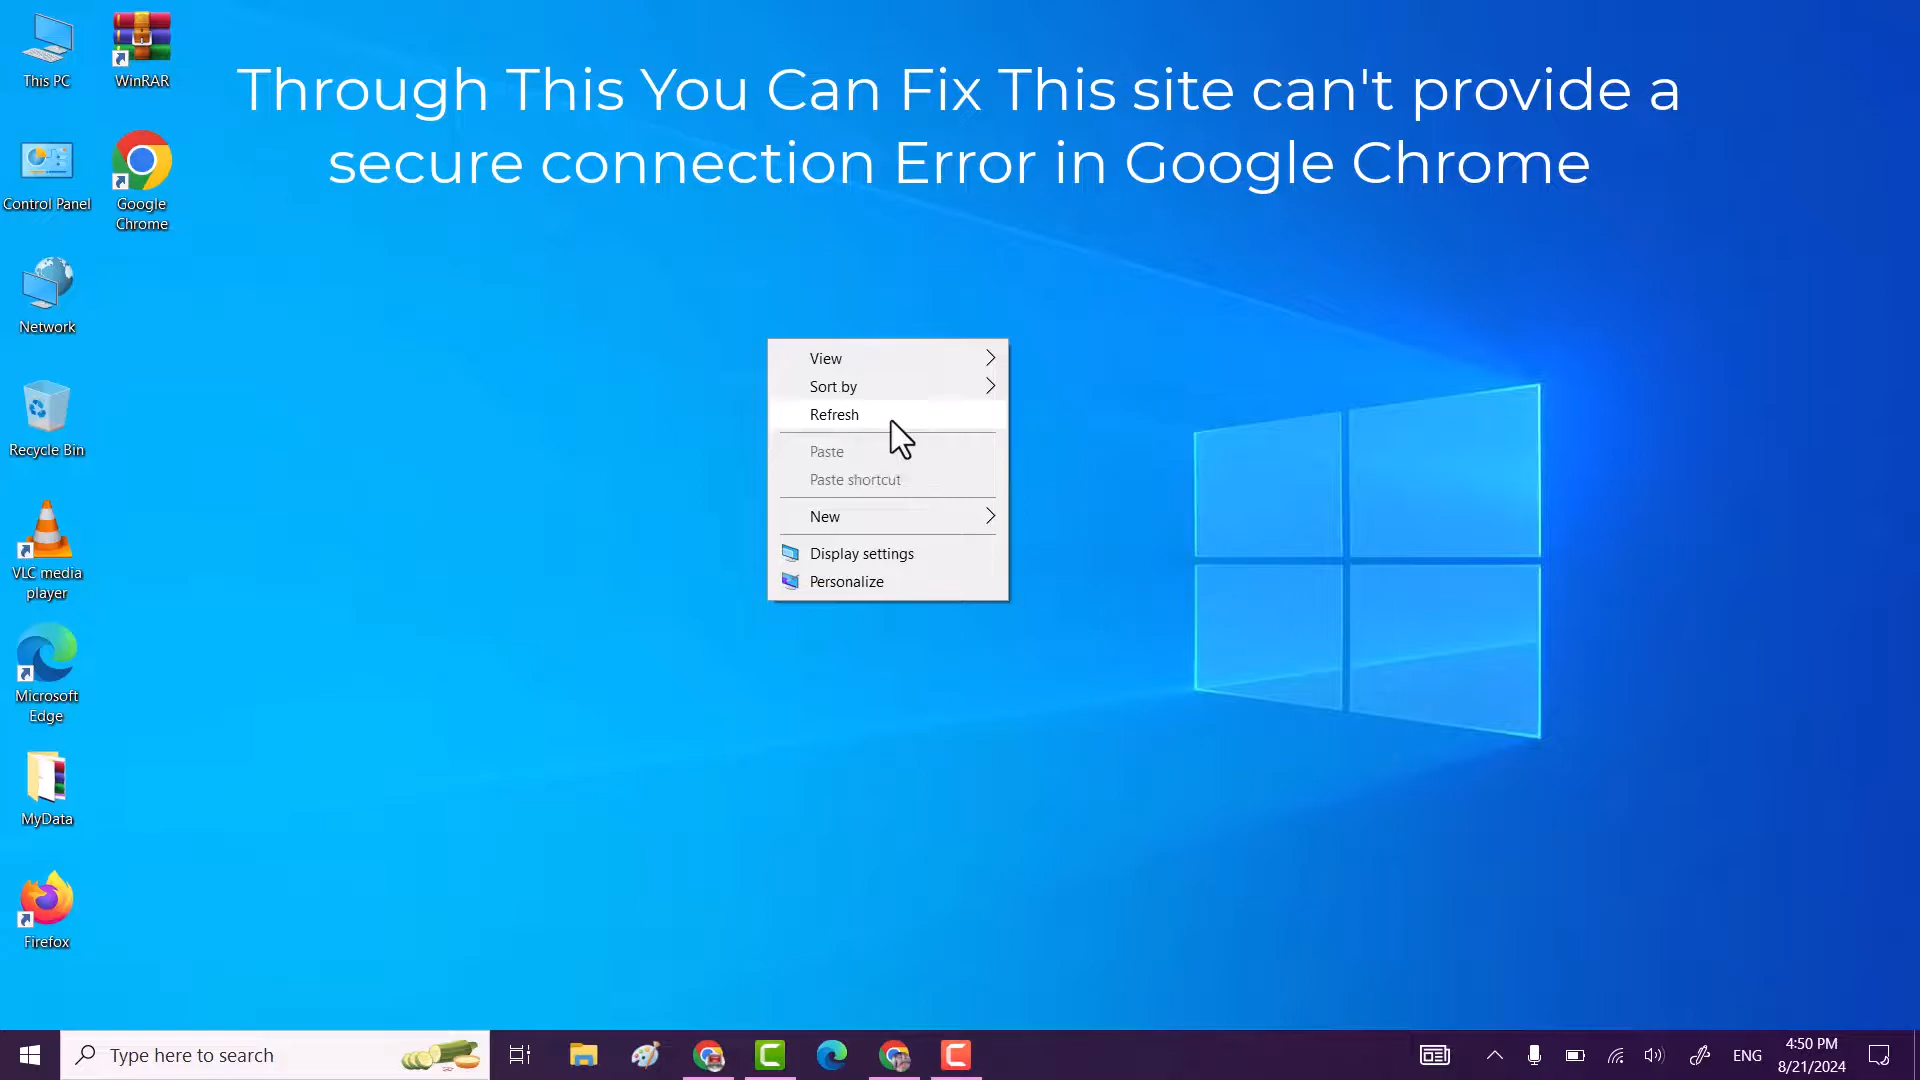 This PC
WinRAR
Through This You Can Fix This site can't provide a
secure connection Error in Google Chrome
Control Panel
Google
Chrome
Network
Recycle Bin
VLC media
player
Microsoft
Edge
MyData
Firefox
View
Sort by
Refresh
Paste
Paste shortcut
New
Display settings
Personalize
Type here to search
ENG
4:50 PM
8/21/2024